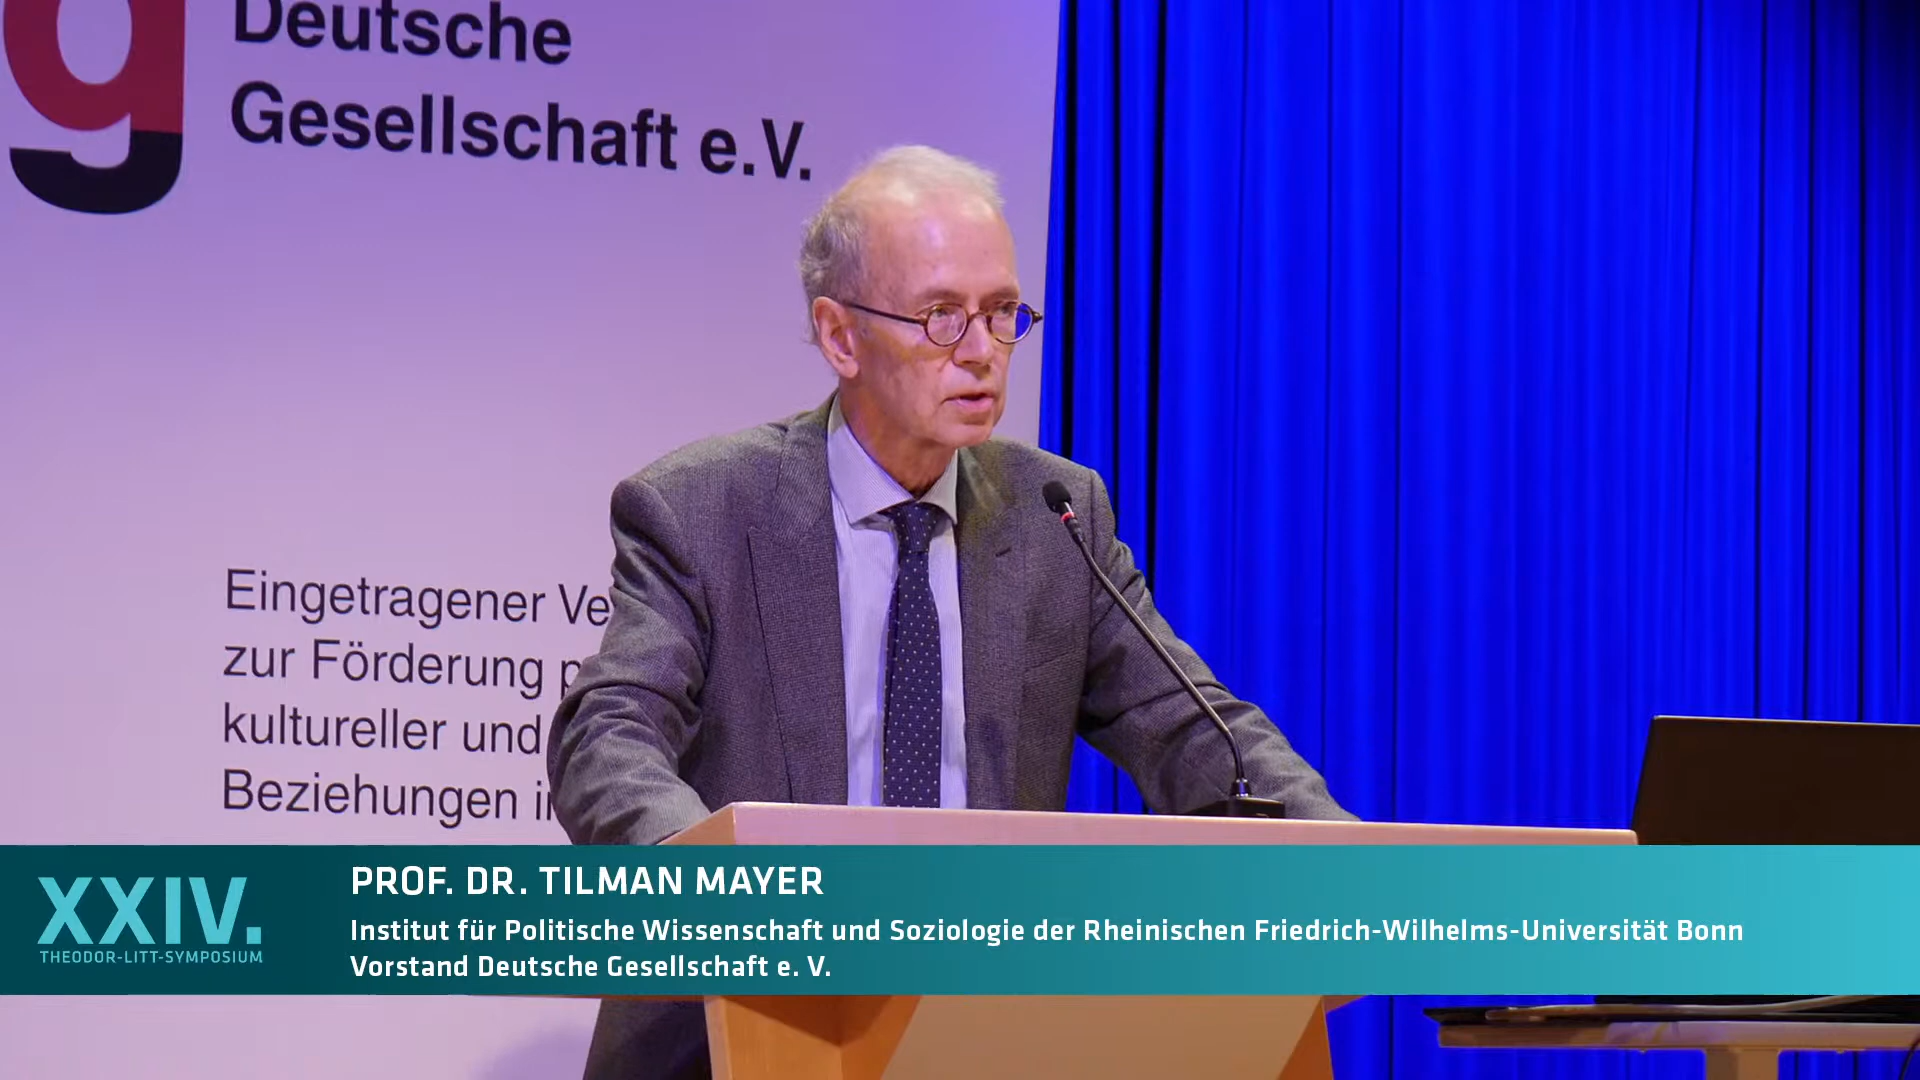 Deutsche
Gesellschaft e.V.
Eingetragener
zur Förderung
kultureller und
Beziehungen
XXIV.
THEODOR-LITT-SYMPOSIUM
PROF. DR. TILMAN MAYER
Institut für Politische Wissenschaft und Soziologie der Rheinischen Friedrich-Wilhelms-Universität Bonn
Vorstand Deutsche Gesellschaft e. V.